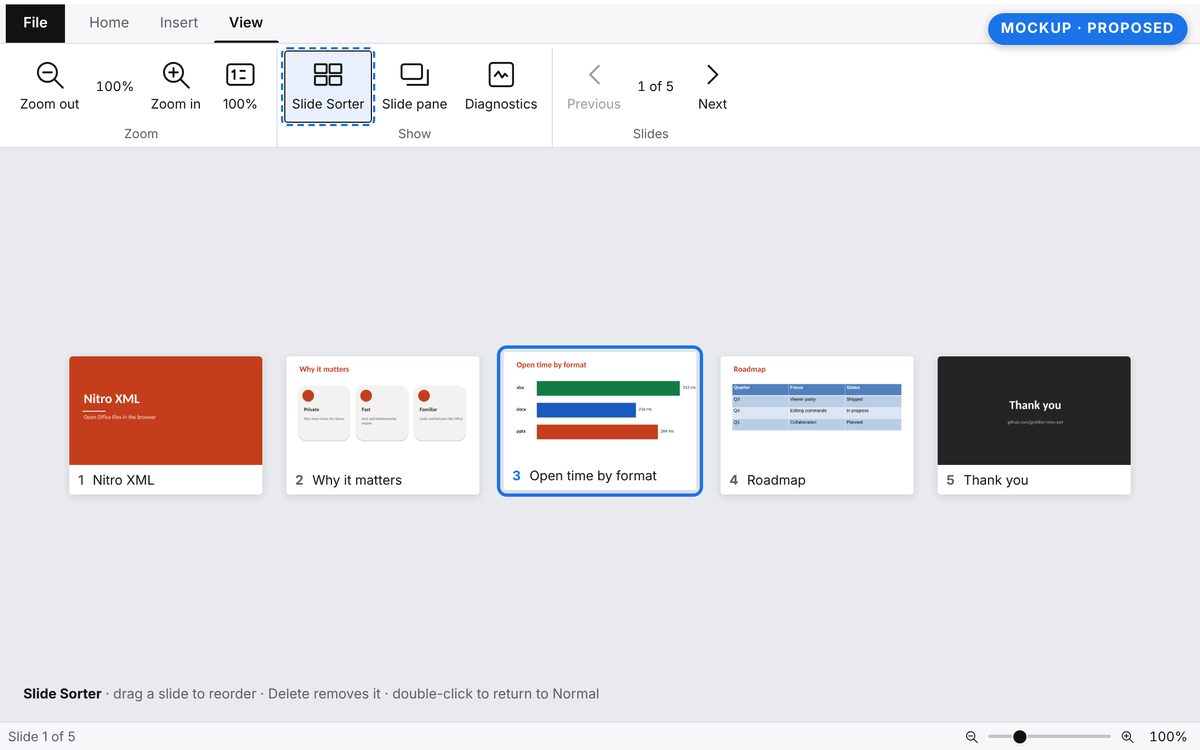 File Home Insert View
MOCKUP · PROPOSED
Zoom out 100% Zoom in 100%
Zoom
Slide Sorter Slide pane Diagnostics
Show
Previous 1 of 5 Next
Slides
Nitro XML
Open Office files in the browser
1 Nitro XML
Why it matters
Private
Fast
Familiar
2 Why it matters
Open time by format
xlsx
docx
236 ms
pptx
264 ms
3 Open time by format
Roadmap
Quarter Focus Status
Q3 Viewer parity Shipped
Q4 Editing commands In progress
Q1 Collaboration Planned
4 Roadmap
Thank you
5 Thank you
Slide Sorter · drag a slide to reorder · Delete removes it · double-click to return to Normal
Slide 1 of 5
100%